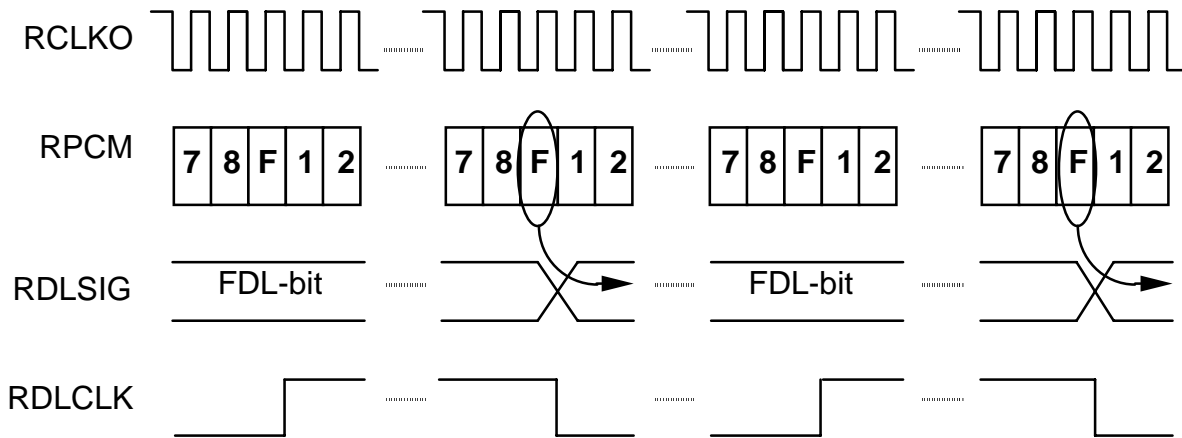 RCLKO
RPCM 7 8 F 1 2 7 8 F 1 2 7 8 F 1 2 7 8 F 1 2
RDLSIG FDL-bit FDL-bit
RDLCLK